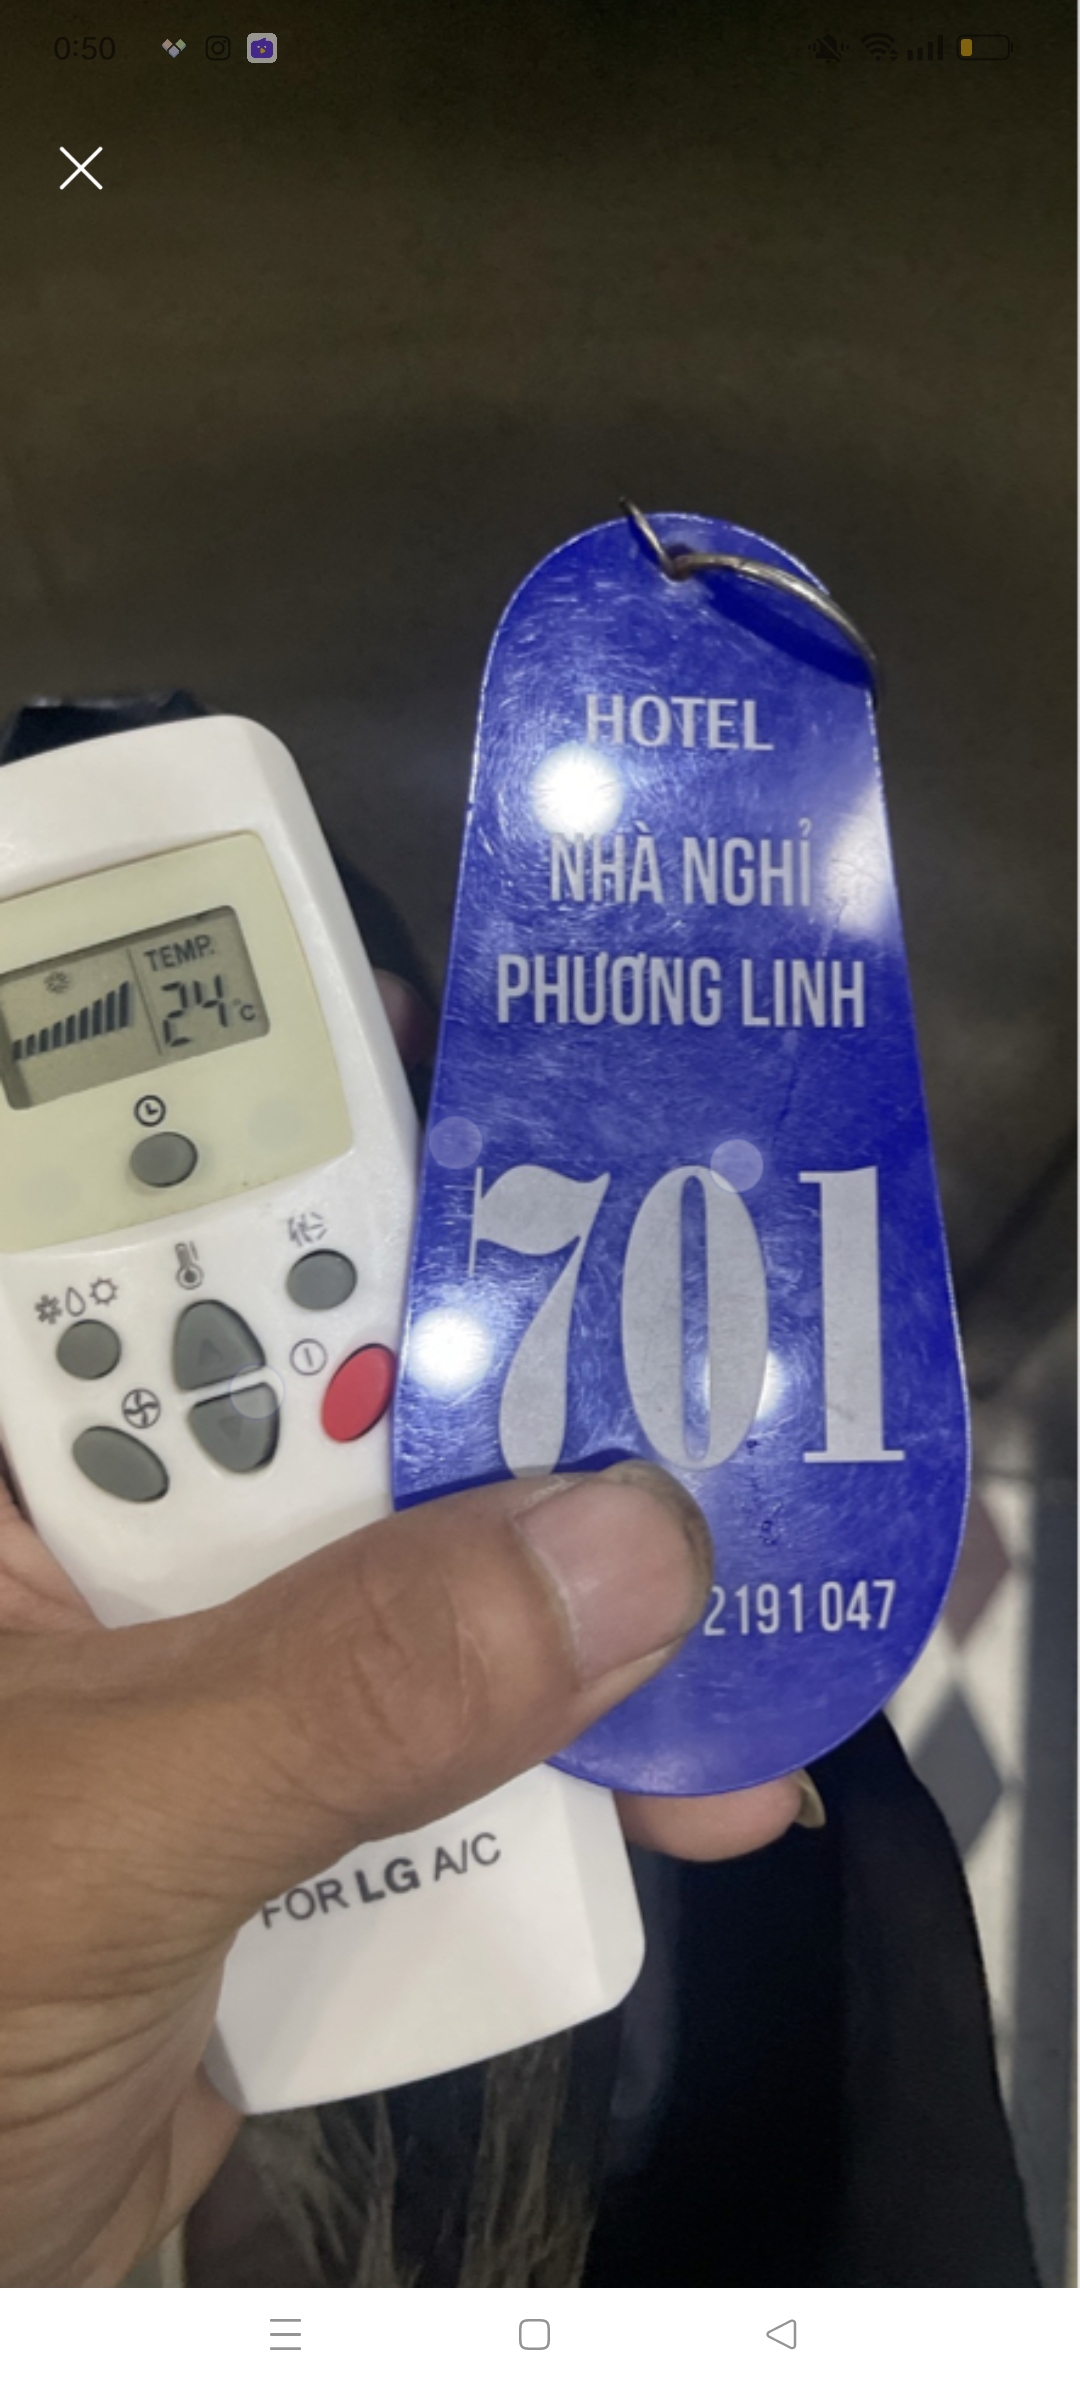 0:50
HOTEL
NHÀ NGHỈ
PHƯƠNG LINH
TEMP.
24°C
701
2191 047
FOR LG A/C